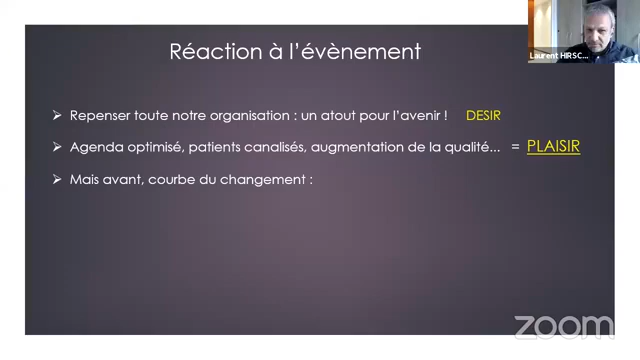 Réaction à l'évènement
Laurent HIRSC...
Repenser toute notre organisation : un atout pour l'avenir ! DESIR
Agenda optimisé, patients canalisés, augmentation de la qualité... = PLAISIR
Mais avant, courbe du changement :
zoom